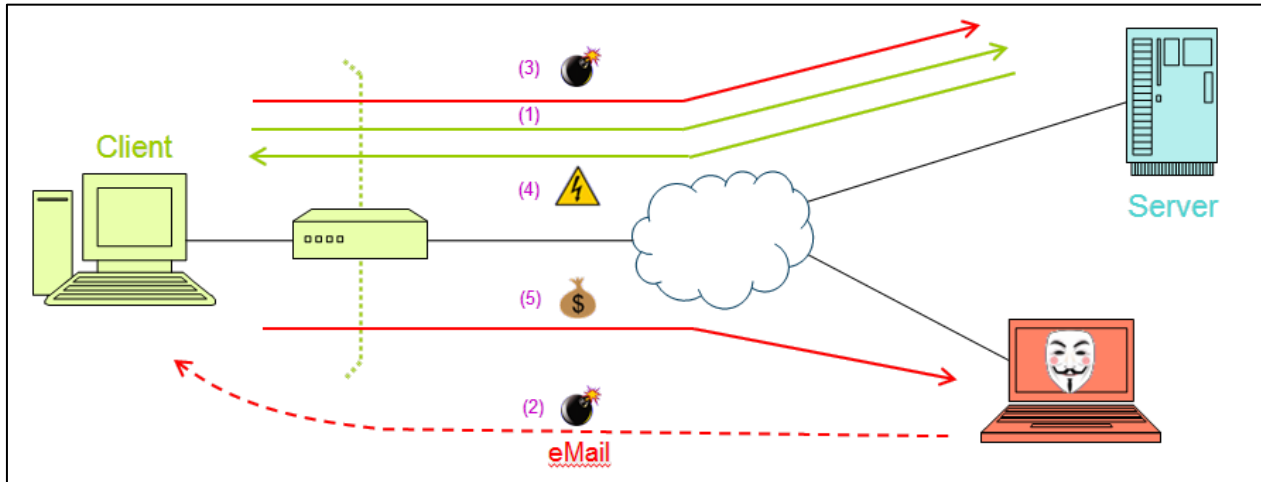 (3)
(1)
Client
(4)
Server
(5)
$
(2)
eMail